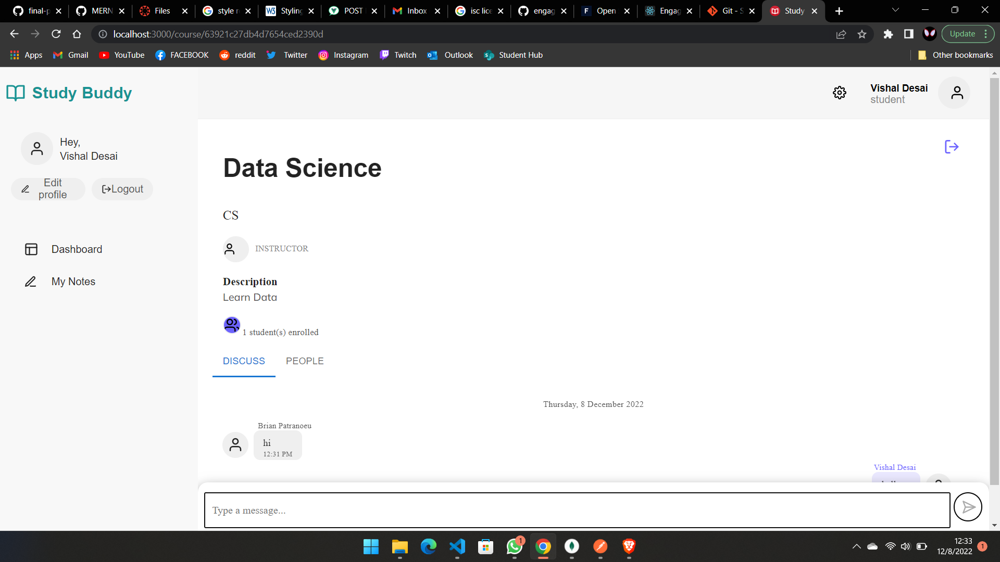 final-p
MERN
Files
style r
Styling
POST
Inbox
isc lice
engag
Open
Engag
Git - S
Study
localhost:3000/course/63921c27db4d7654ced2390d
Update
Apps
Gmail
YouTube
FACEBOOK
reddit
Twitter
Instagram
Twitch
Outlook
Student Hub
Other bookmarks
Study Buddy
Vishal Desai
student
Hey,
Vishal Desai
Edit
profile
Logout
Dashboard
My Notes
Data Science
CS
INSTRUCTOR
Description
Learn Data
1 student(s) enrolled
DISCUSS
PEOPLE
Thursday, 8 December 2022
Brian Patranoeu
hi
12:31 PM
Vishal Desai
Type a message...
1
12:33
12/8/2022
1